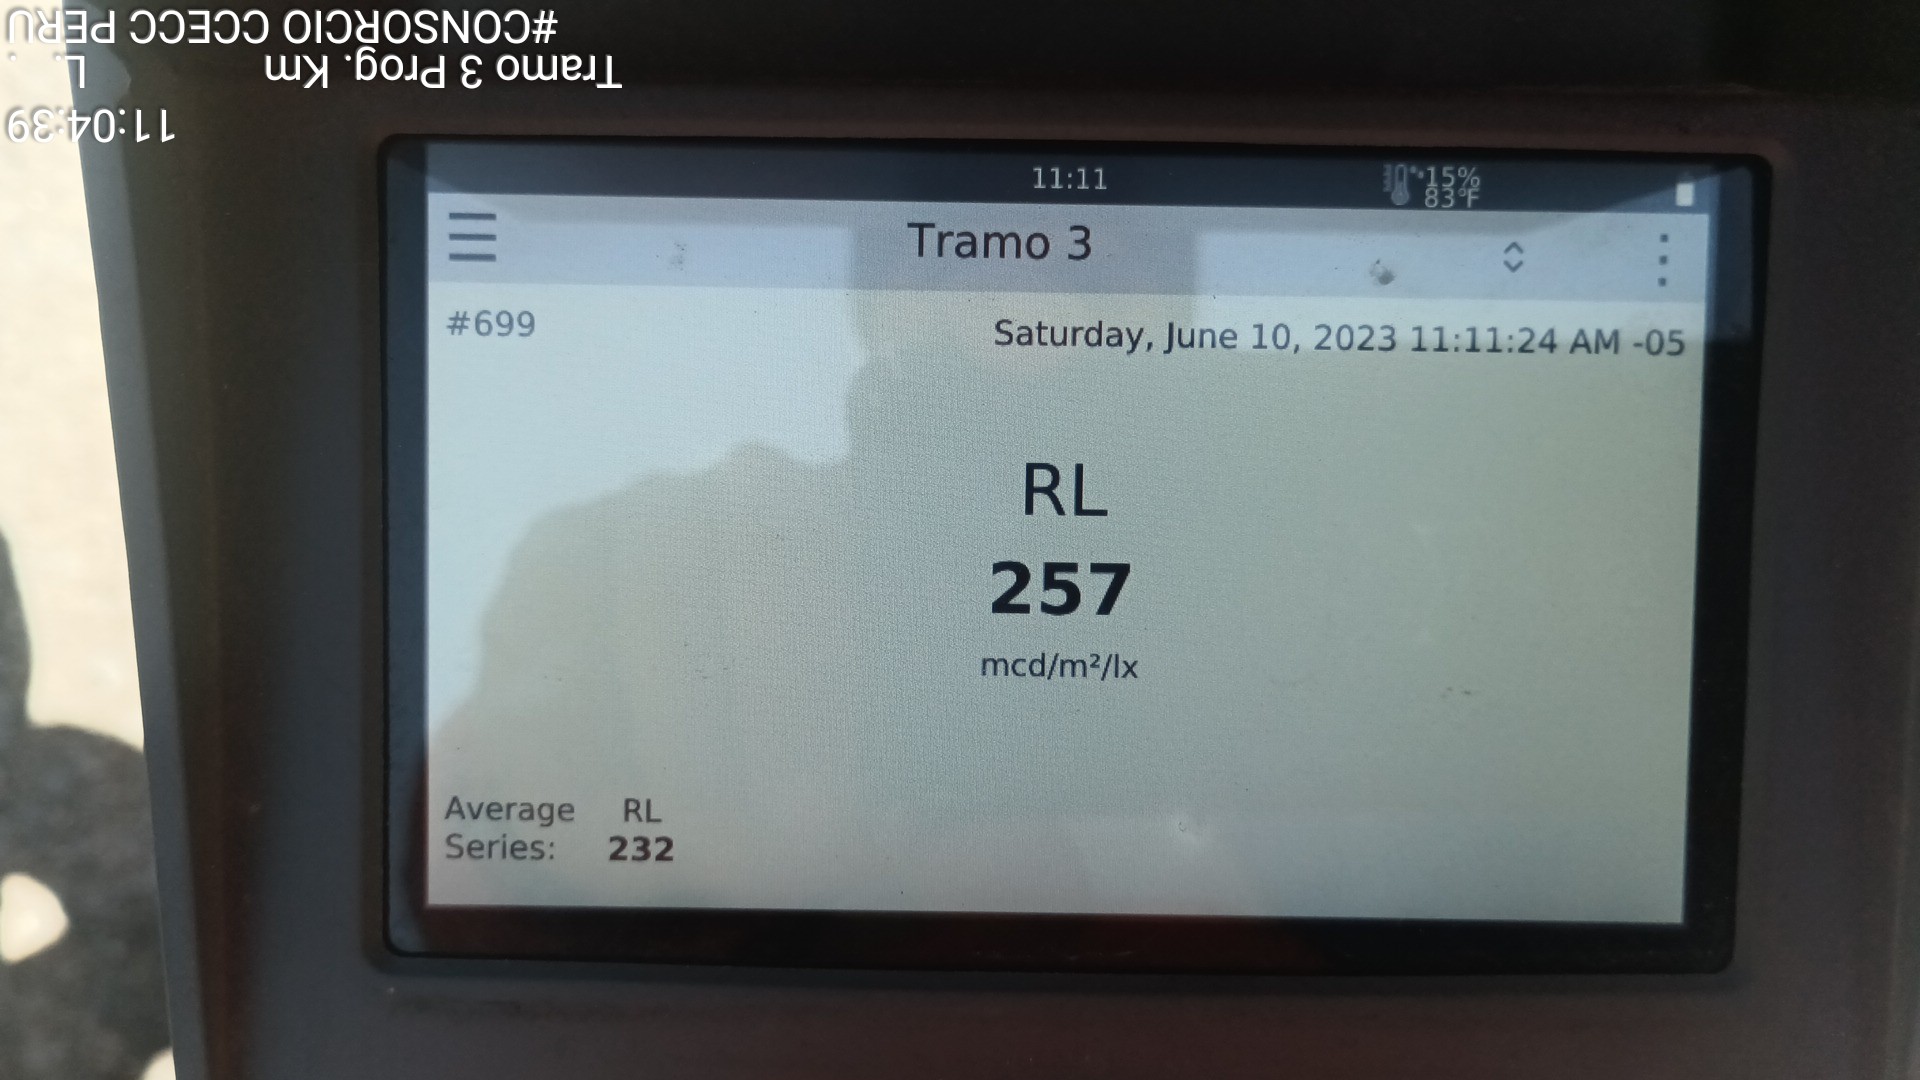 11:11
15%
83°F
Tramo 3
#699
Saturday, June 10, 2023 11:11:24 AM -05
RL
257
mcd/m²/lx
Average RL
Series: 232
11:04:39
Tramo 3 Prog. Km L. .
#CONSORCIO CCECC PERU